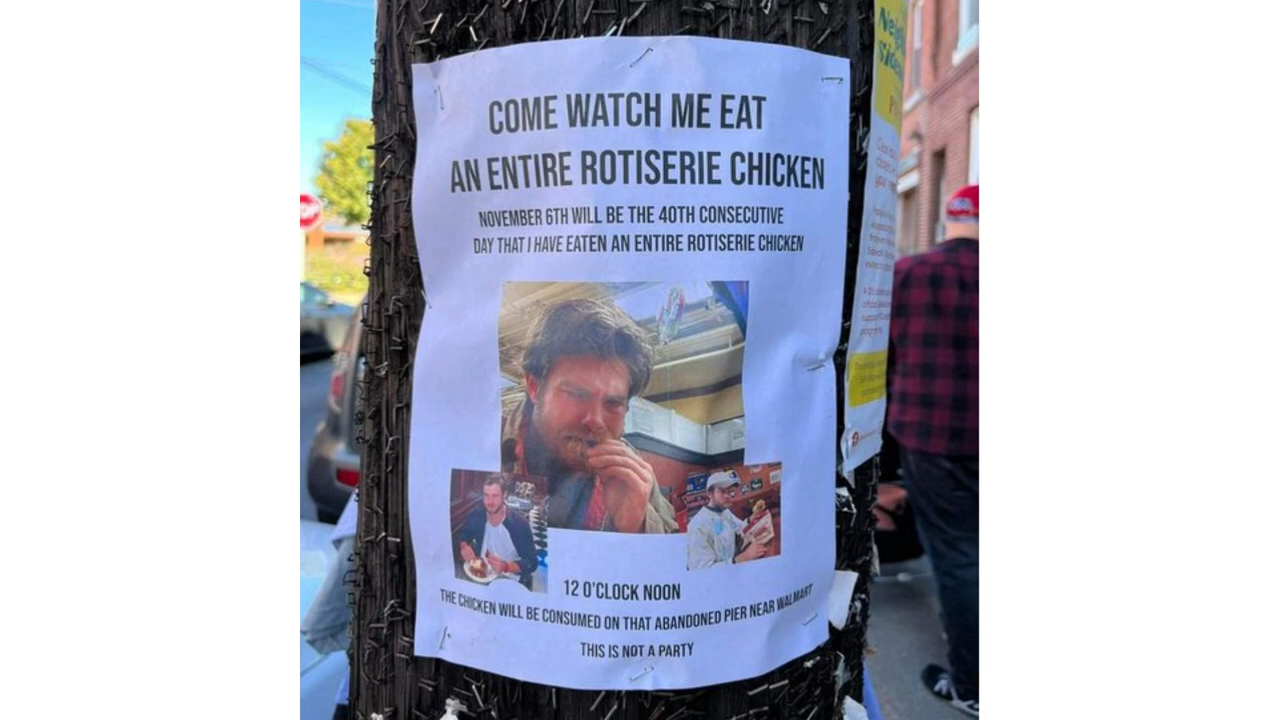 COME WATCH ME EAT
AN ENTIRE ROTISERIE CHICKEN
NOVEMBER 6TH WILL BE THE 40TH CONSECUTIVE
DAY THAT I HAVE EATEN AN ENTIRE ROTISERIE CHICKEN
12 O'CLOCK NOON
THE CHICKEN WILL BE CONSUMED ON THAT ABANDONED PIER NEAR WALMART
THIS IS NOT A PARTY